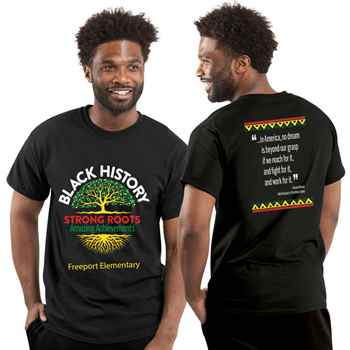 BLACK HISTORY
STRONG ROOTS
Amazing Achievements
Freeport Elementary
“ ...in America, no dream
is beyond our grasp
if we reach for it,
and fight for it,
and work for it. ”